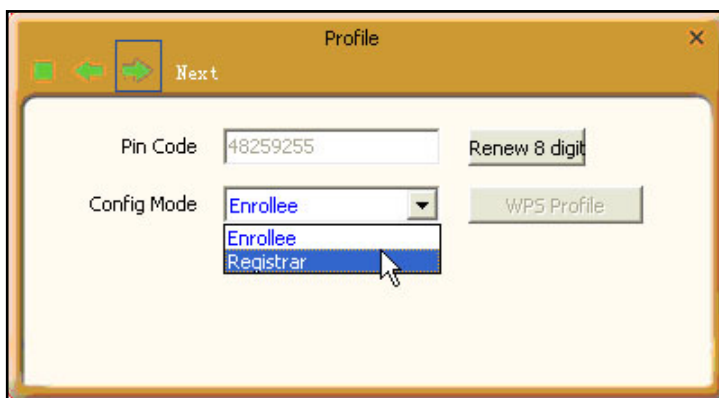 Profile
Next
Pin Code 48259255 Renew 8 digit
Config Mode Enrollee WPS Profile
Enrollee
Registrar